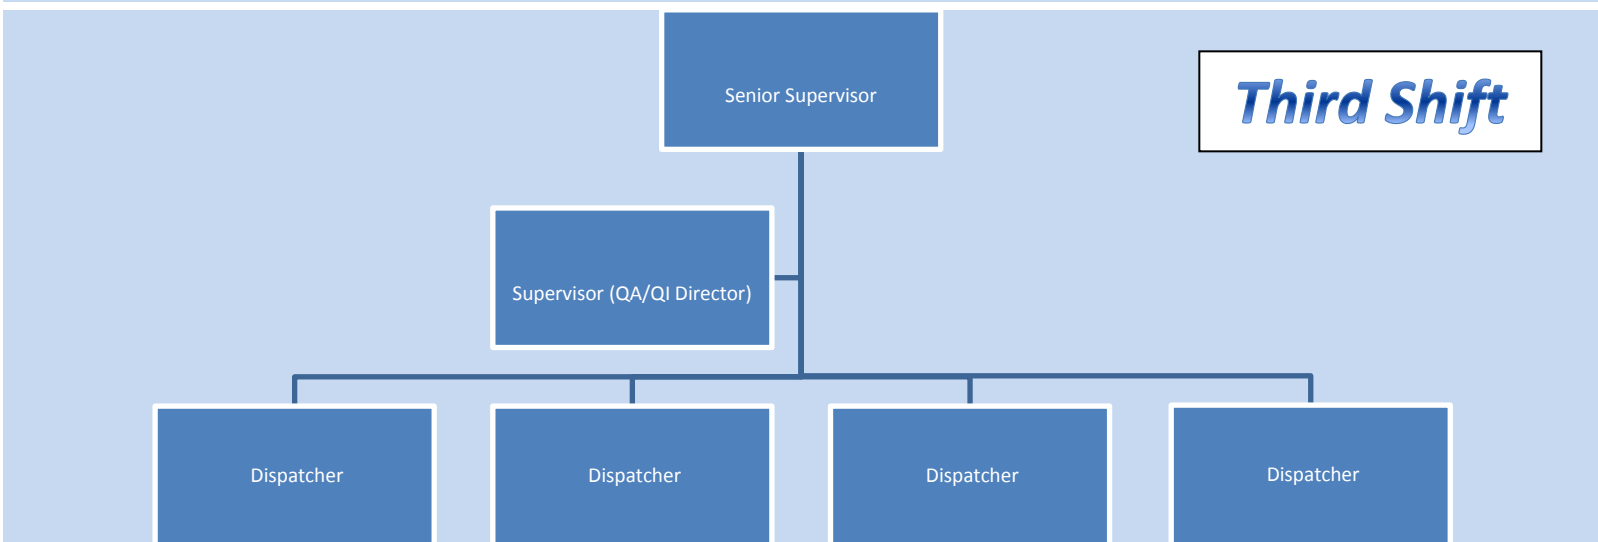 Senior Supervisor
Third Shift
Supervisor (QA/QI Director)
Dispatcher
Dispatcher
Dispatcher
Dispatcher